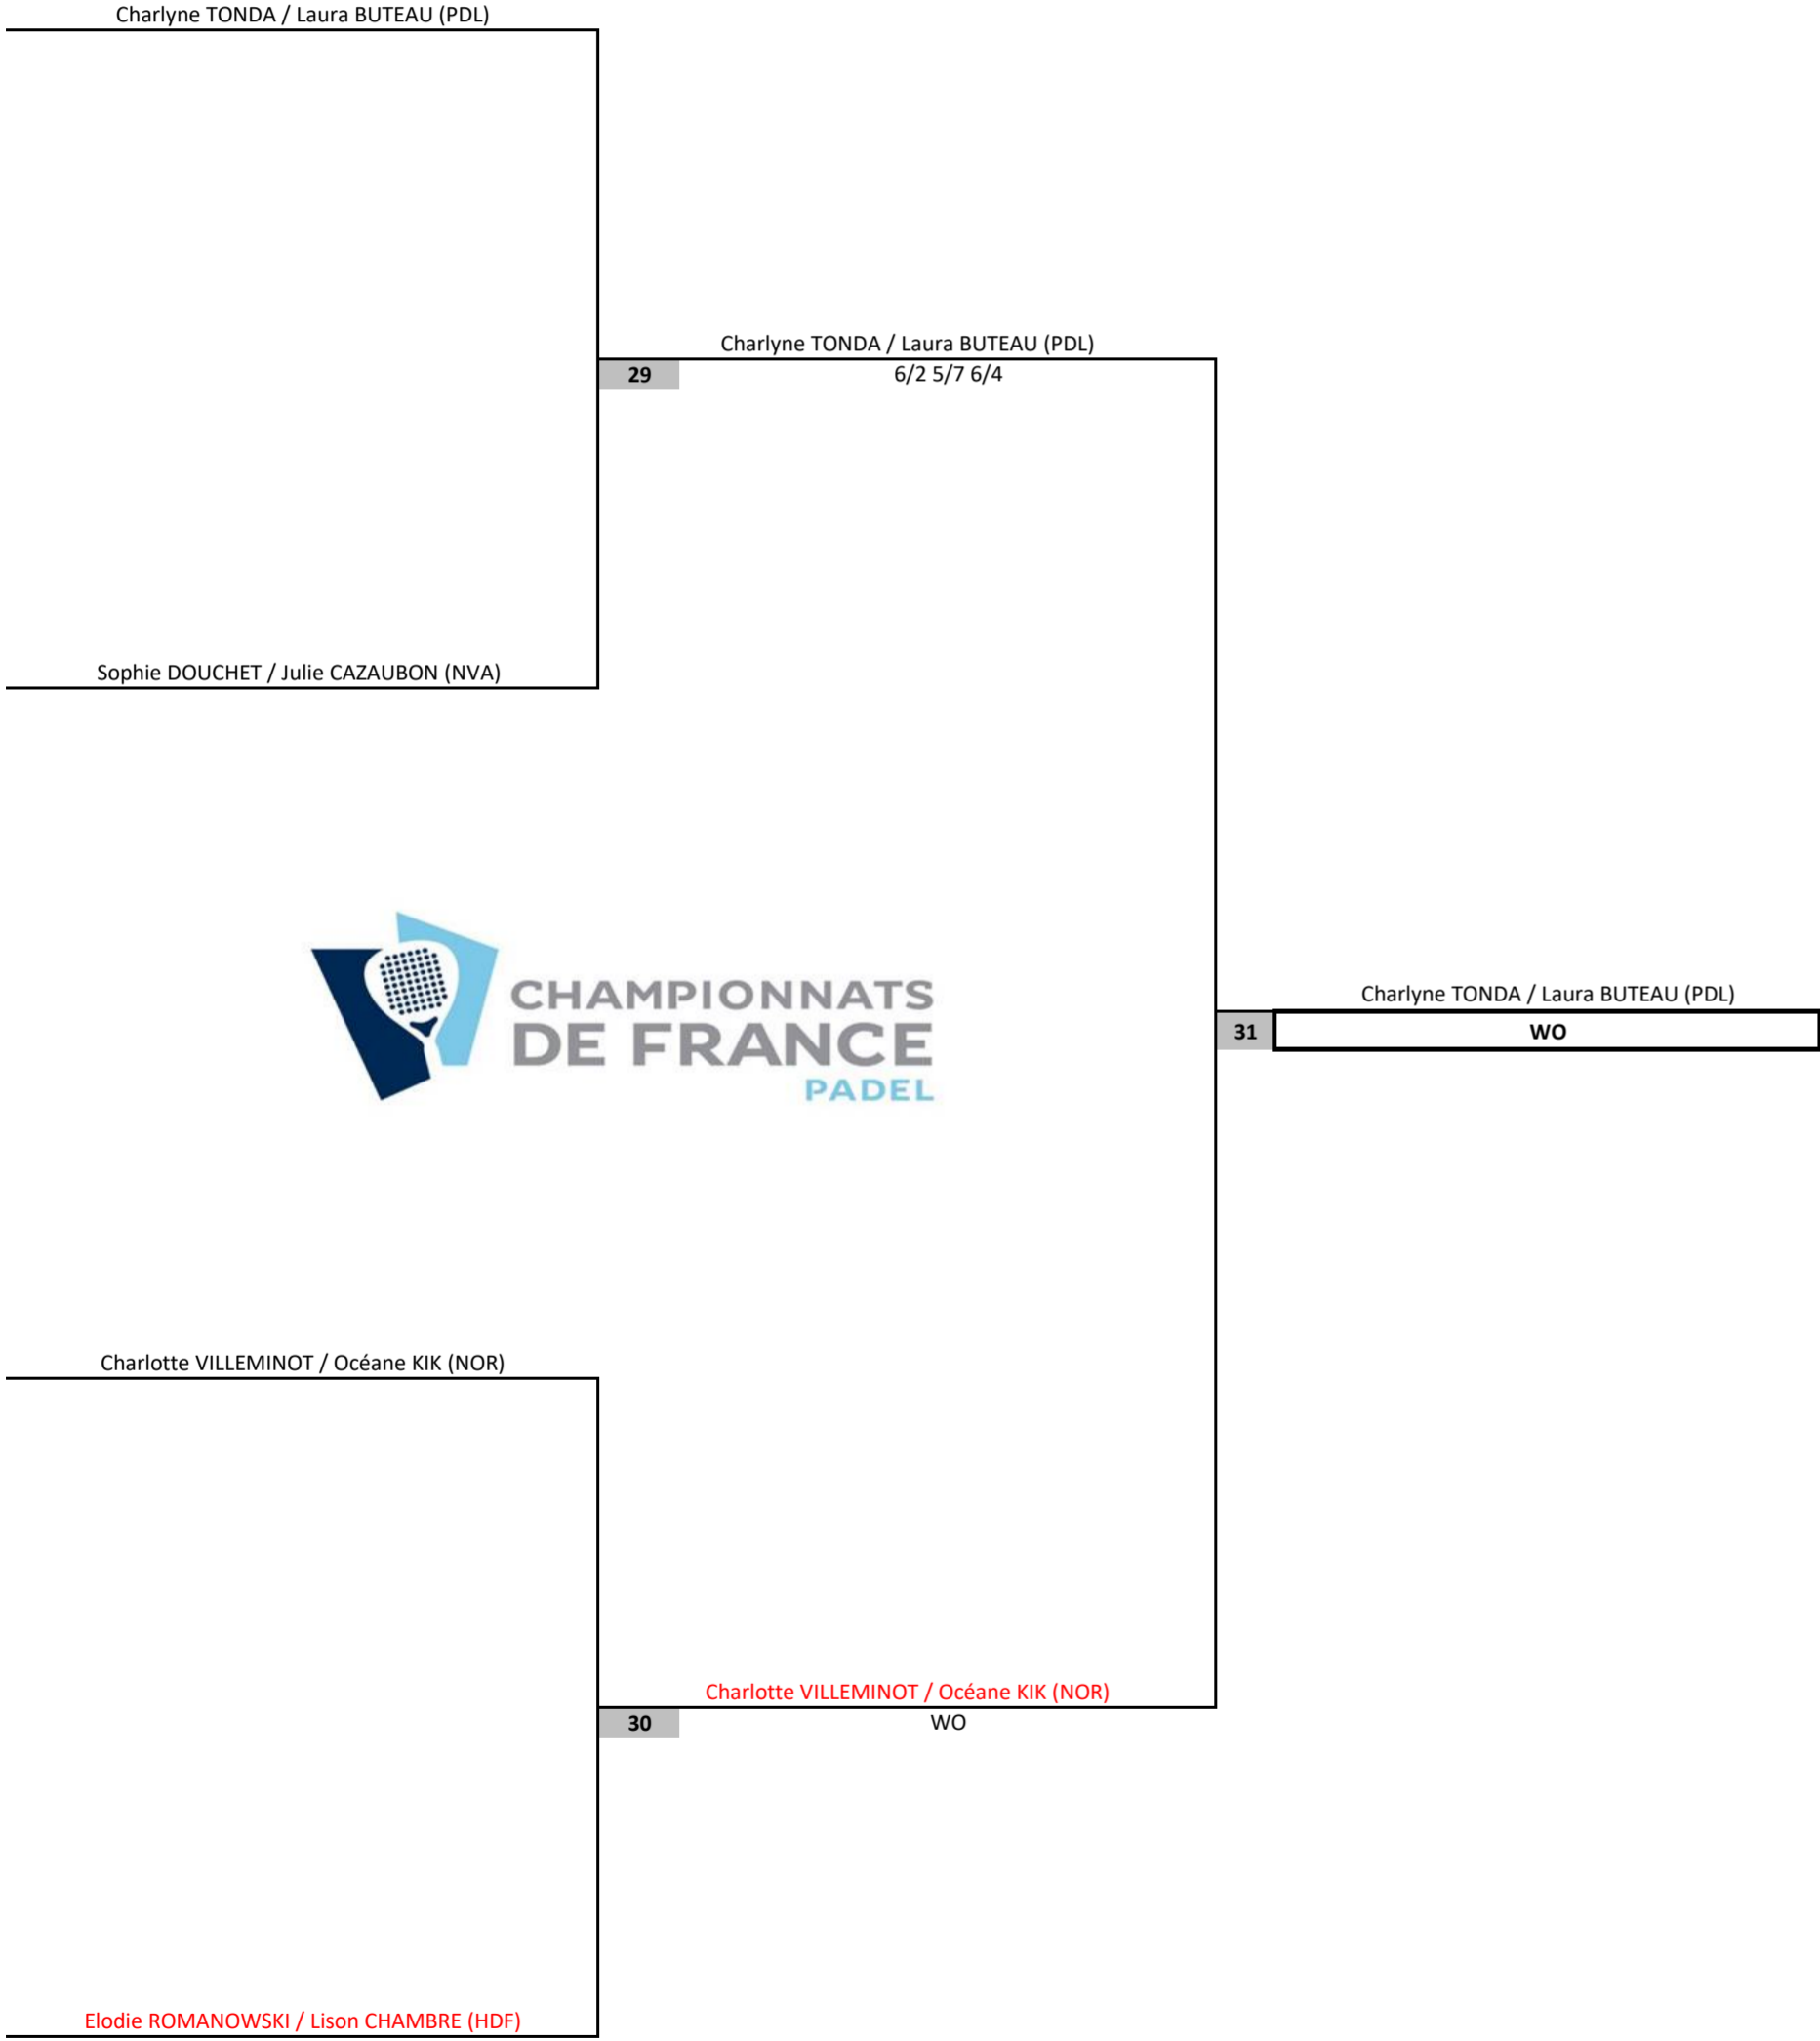 Charlyne TONDA / Laura BUTEAU (PDL)
Charlyne TONDA / Laura BUTEAU (PDL)
29
6/2 5/7 6/4
Sophie DOUCHET / Julie CAZAUBON (NVA)
CHAMPIONNATS
DE FRANCE
PADEL
Charlyne TONDA / Laura BUTEAU (PDL)
31
WO
Charlotte VILLEMINOT / Océane KIK (NOR)
Charlotte VILLEMINOT / Océane KIK (NOR)
30
WO
Elodie ROMANOWSKI / Lison CHAMBRE (HDF)